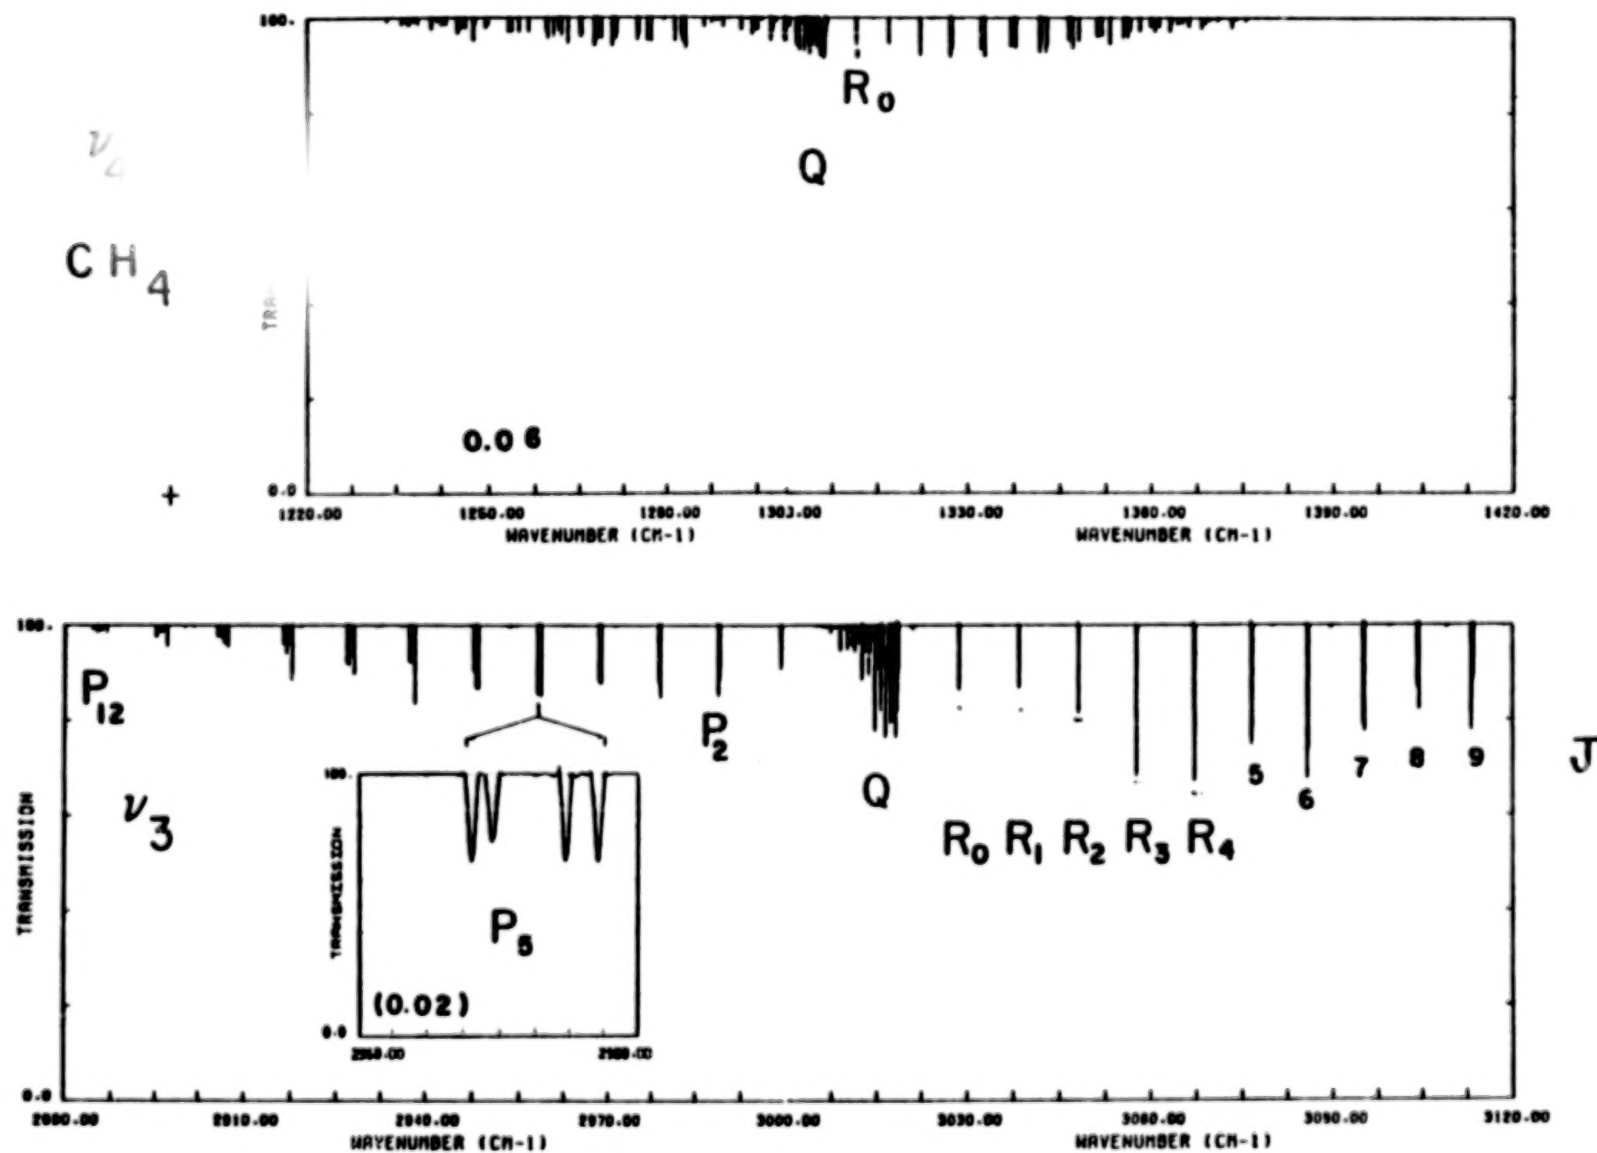 100.
R0
ν4
Q
CH4
TRA
0.06
+
0.0
1220.00 1250.00 1280.00 1300.00 1330.00 1360.00 1390.00 1420.00
WAVENUMBER (CM-1) WAVENUMBER (CM-1)
100.
P12
P2
J
5 6 7 8 9
Q
ν3
R0 R1 R2 R3 R4
TRANSMISSION
100.
TRANSMISSION
P5
(0.02)
0.0
0.0
2910.00 2940.00 2970.00 3000.00 3030.00 3060.00 3090.00 3120.00
WAVENUMBER (CM-1) WAVENUMBER (CM-1)